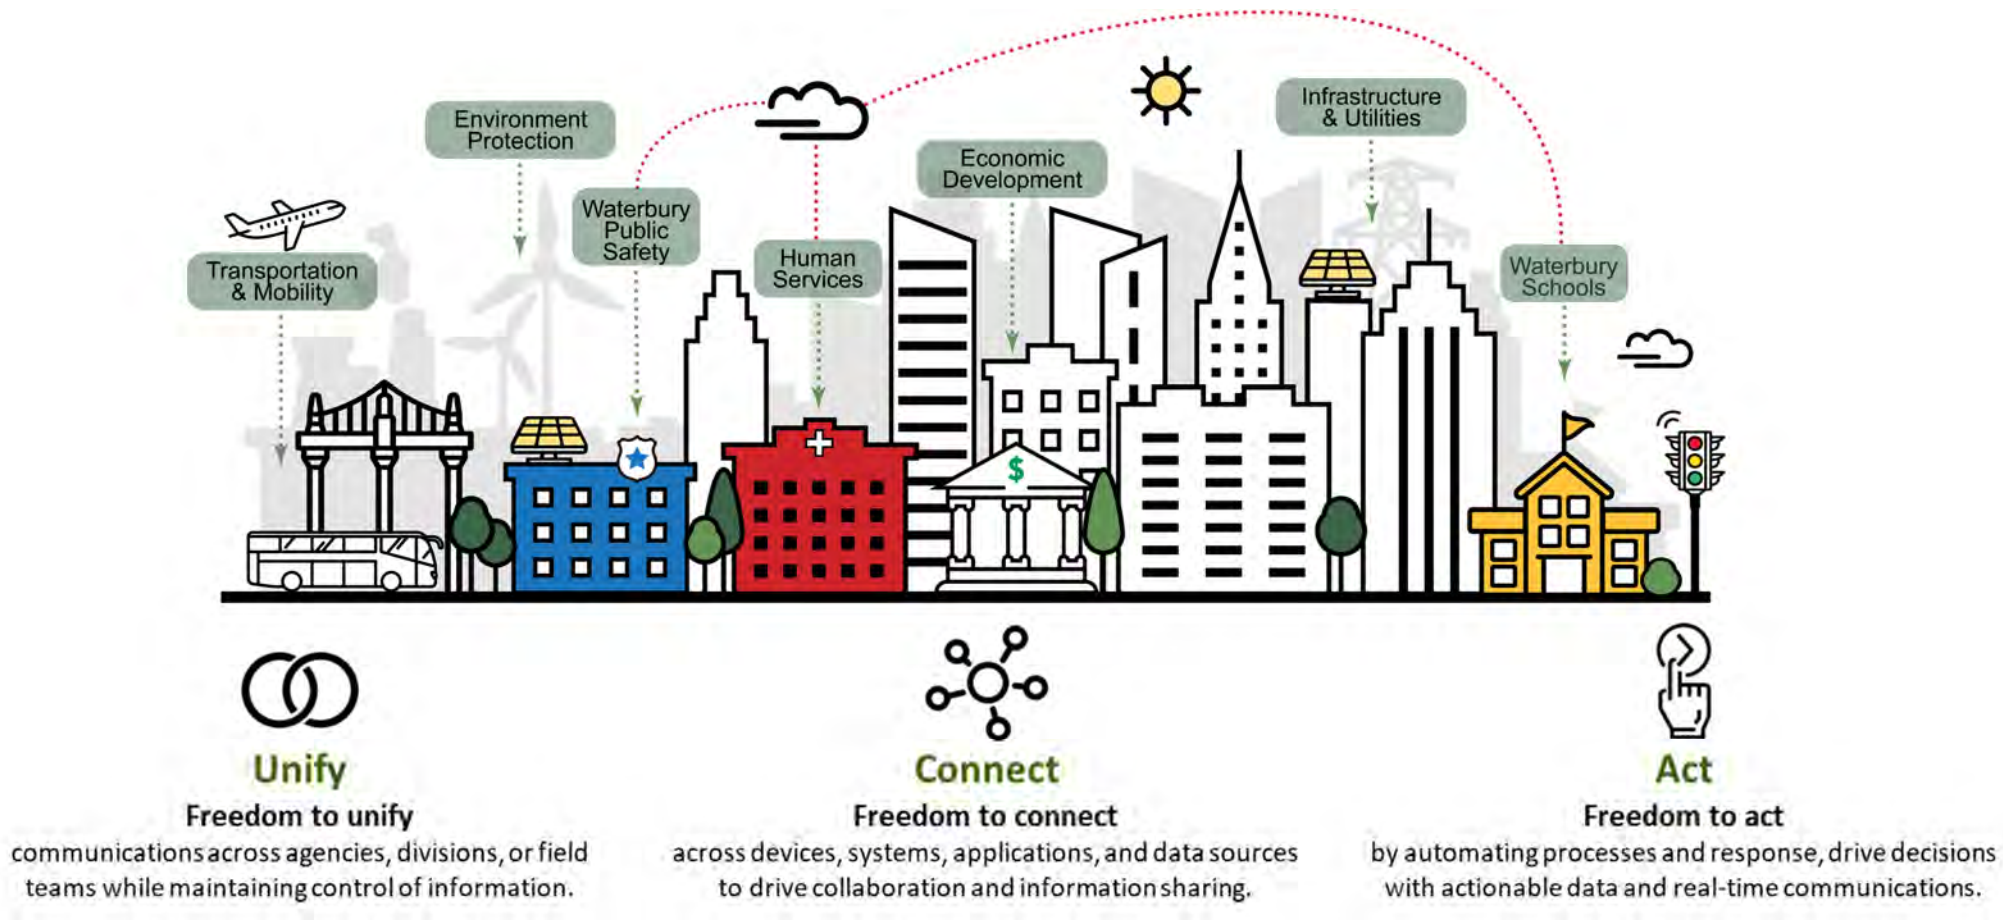 Environment
Protection
Infrastructure
& Utilities
Economic
Development
Waterbury
Public
Safety
Human
Services
Transportation
& Mobility
Waterbury
Schools
$
Unify
Freedom to unify
communications across agencies, divisions, or field
teams while maintaining control of information.
Connect
Freedom to connect
across devices, systems, applications, and data sources
to drive collaboration and information sharing.
Act
Freedom to act
by automating processes and response, drive decisions
with actionable data and real-time communications.